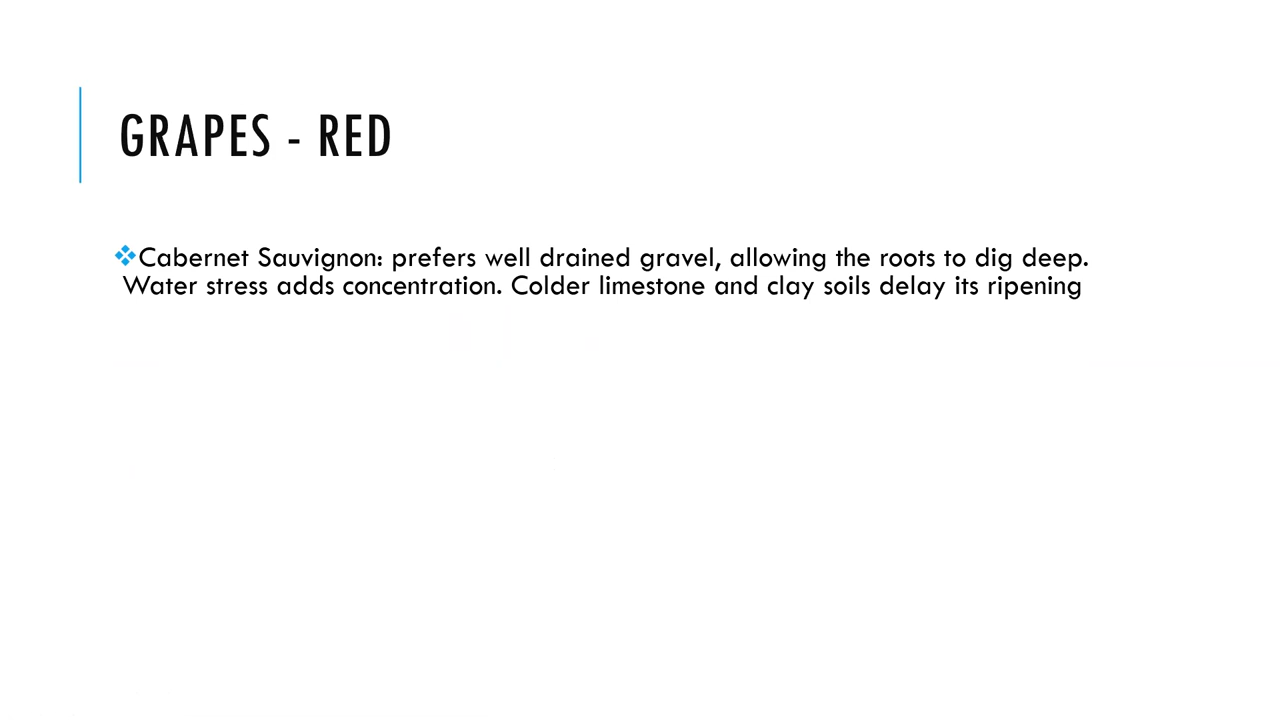 GRAPES - RED
❖Cabernet Sauvignon: prefers well drained gravel, allowing the roots to dig deep.
Water stress adds concentration. Colder limestone and clay soils delay its ripening